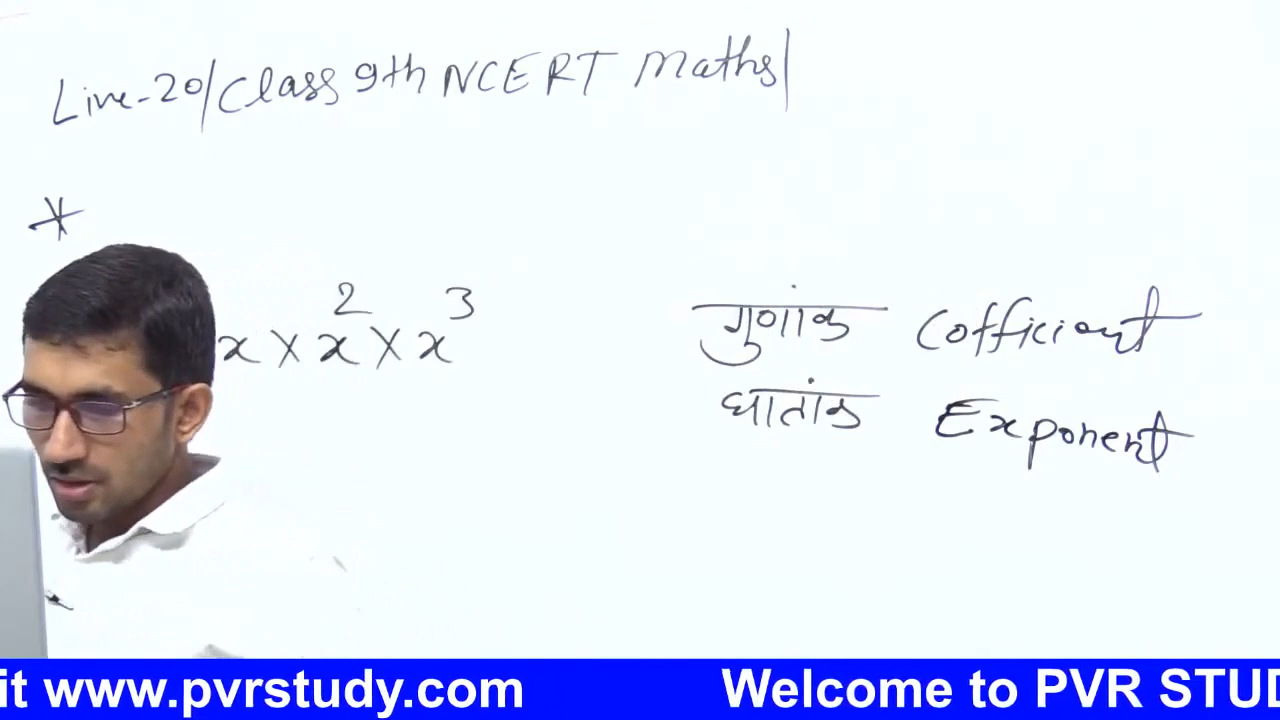 Live-20/Class 9th NCERT Maths/
*
x × x² × x³
गुणांक Cofficient
घातांक Exponent
it www.pvrstudy.com Welcome to PVR STUD